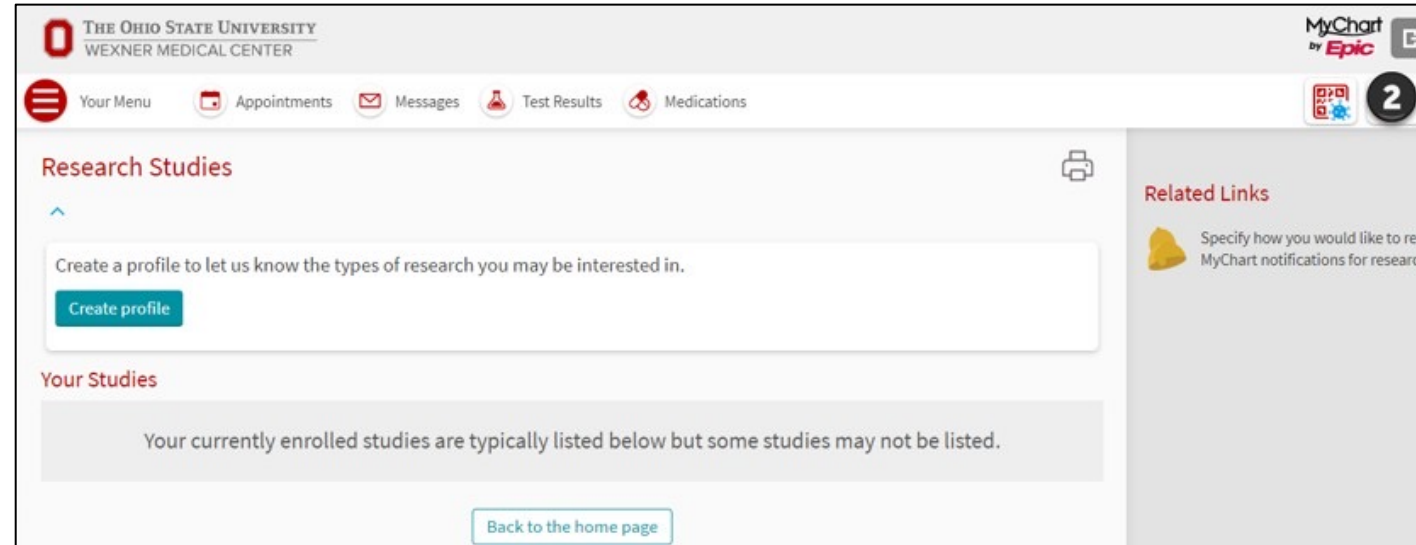 THE OHIO STATE UNIVERSITY
WEXNER MEDICAL CENTER
MyChart
by Epic
Your Menu Appointments Messages Test Results Medications
2
Research Studies
Create a profile to let us know the types of research you may be interested in.
Create profile
Your Studies
Your currently enrolled studies are typically listed below but some studies may not be listed.
Back to the home page
Related Links
Specify how you would like to re
MyChart notifications for researc